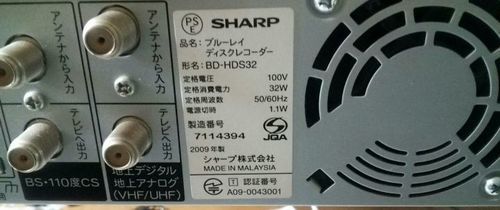 アンテナから入力
アンテナから入力
テレビへ出力
テレビへ出力
BS・110度CS
地上デジタル
地上アナログ
(VHF/UHF)
PS
E
SHARP
品名: ブルーレイ
ディスクレコーダー
形名: BD-HDS32
定格電圧 100V
定格消費電力 32W
定格周波数 50/60Hz
電源切時 1.1W
製造番号
7114394
JQA
2009年製
シャープ株式会社
MADE IN MALAYSIA
T 認証番号
A09-0043001